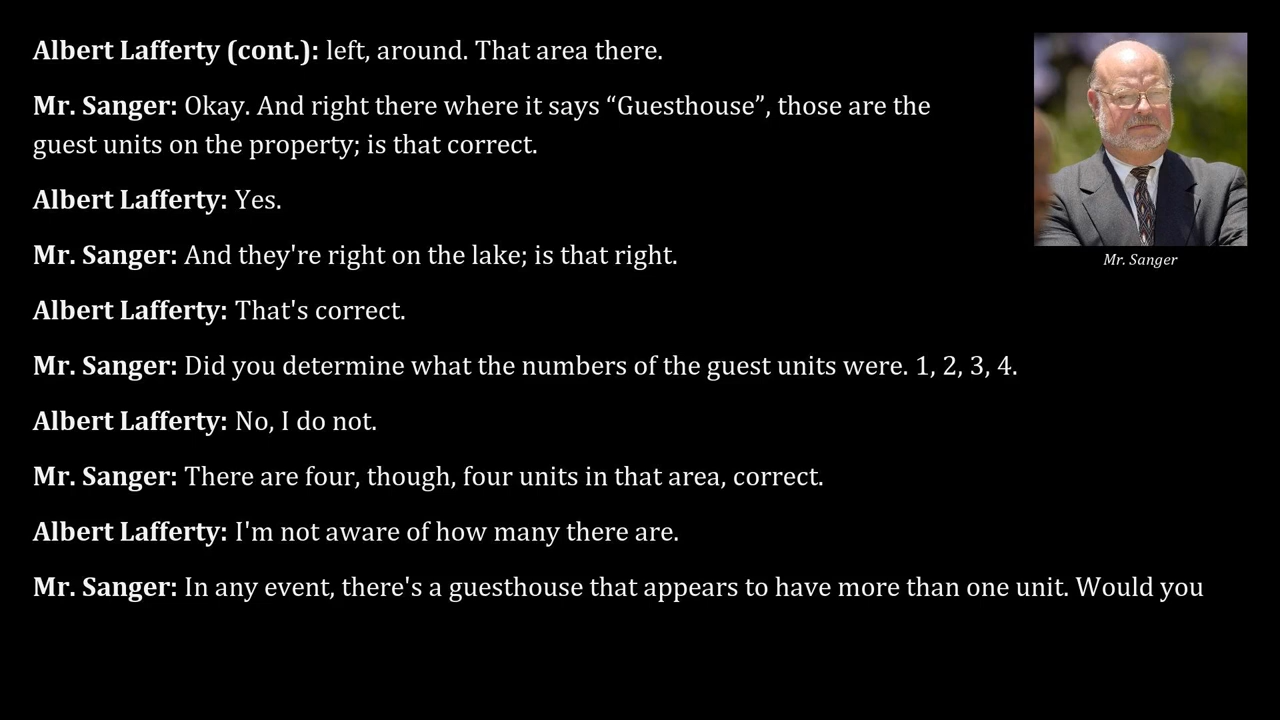 Albert Lafferty (cont.): left, around. That area there.
Mr. Sanger: Okay. And right there where it says “Guesthouse”, those are the
guest units on the property; is that correct.
Albert Lafferty: Yes.
Mr. Sanger: And they're right on the lake; is that right.
Mr. Sanger
Albert Lafferty: That's correct.
Mr. Sanger: Did you determine what the numbers of the guest units were. 1, 2, 3, 4.
Albert Lafferty: No, I do not.
Mr. Sanger: There are four, though, four units in that area, correct.
Albert Lafferty: I'm not aware of how many there are.
Mr. Sanger: In any event, there's a guesthouse that appears to have more than one unit. Would you